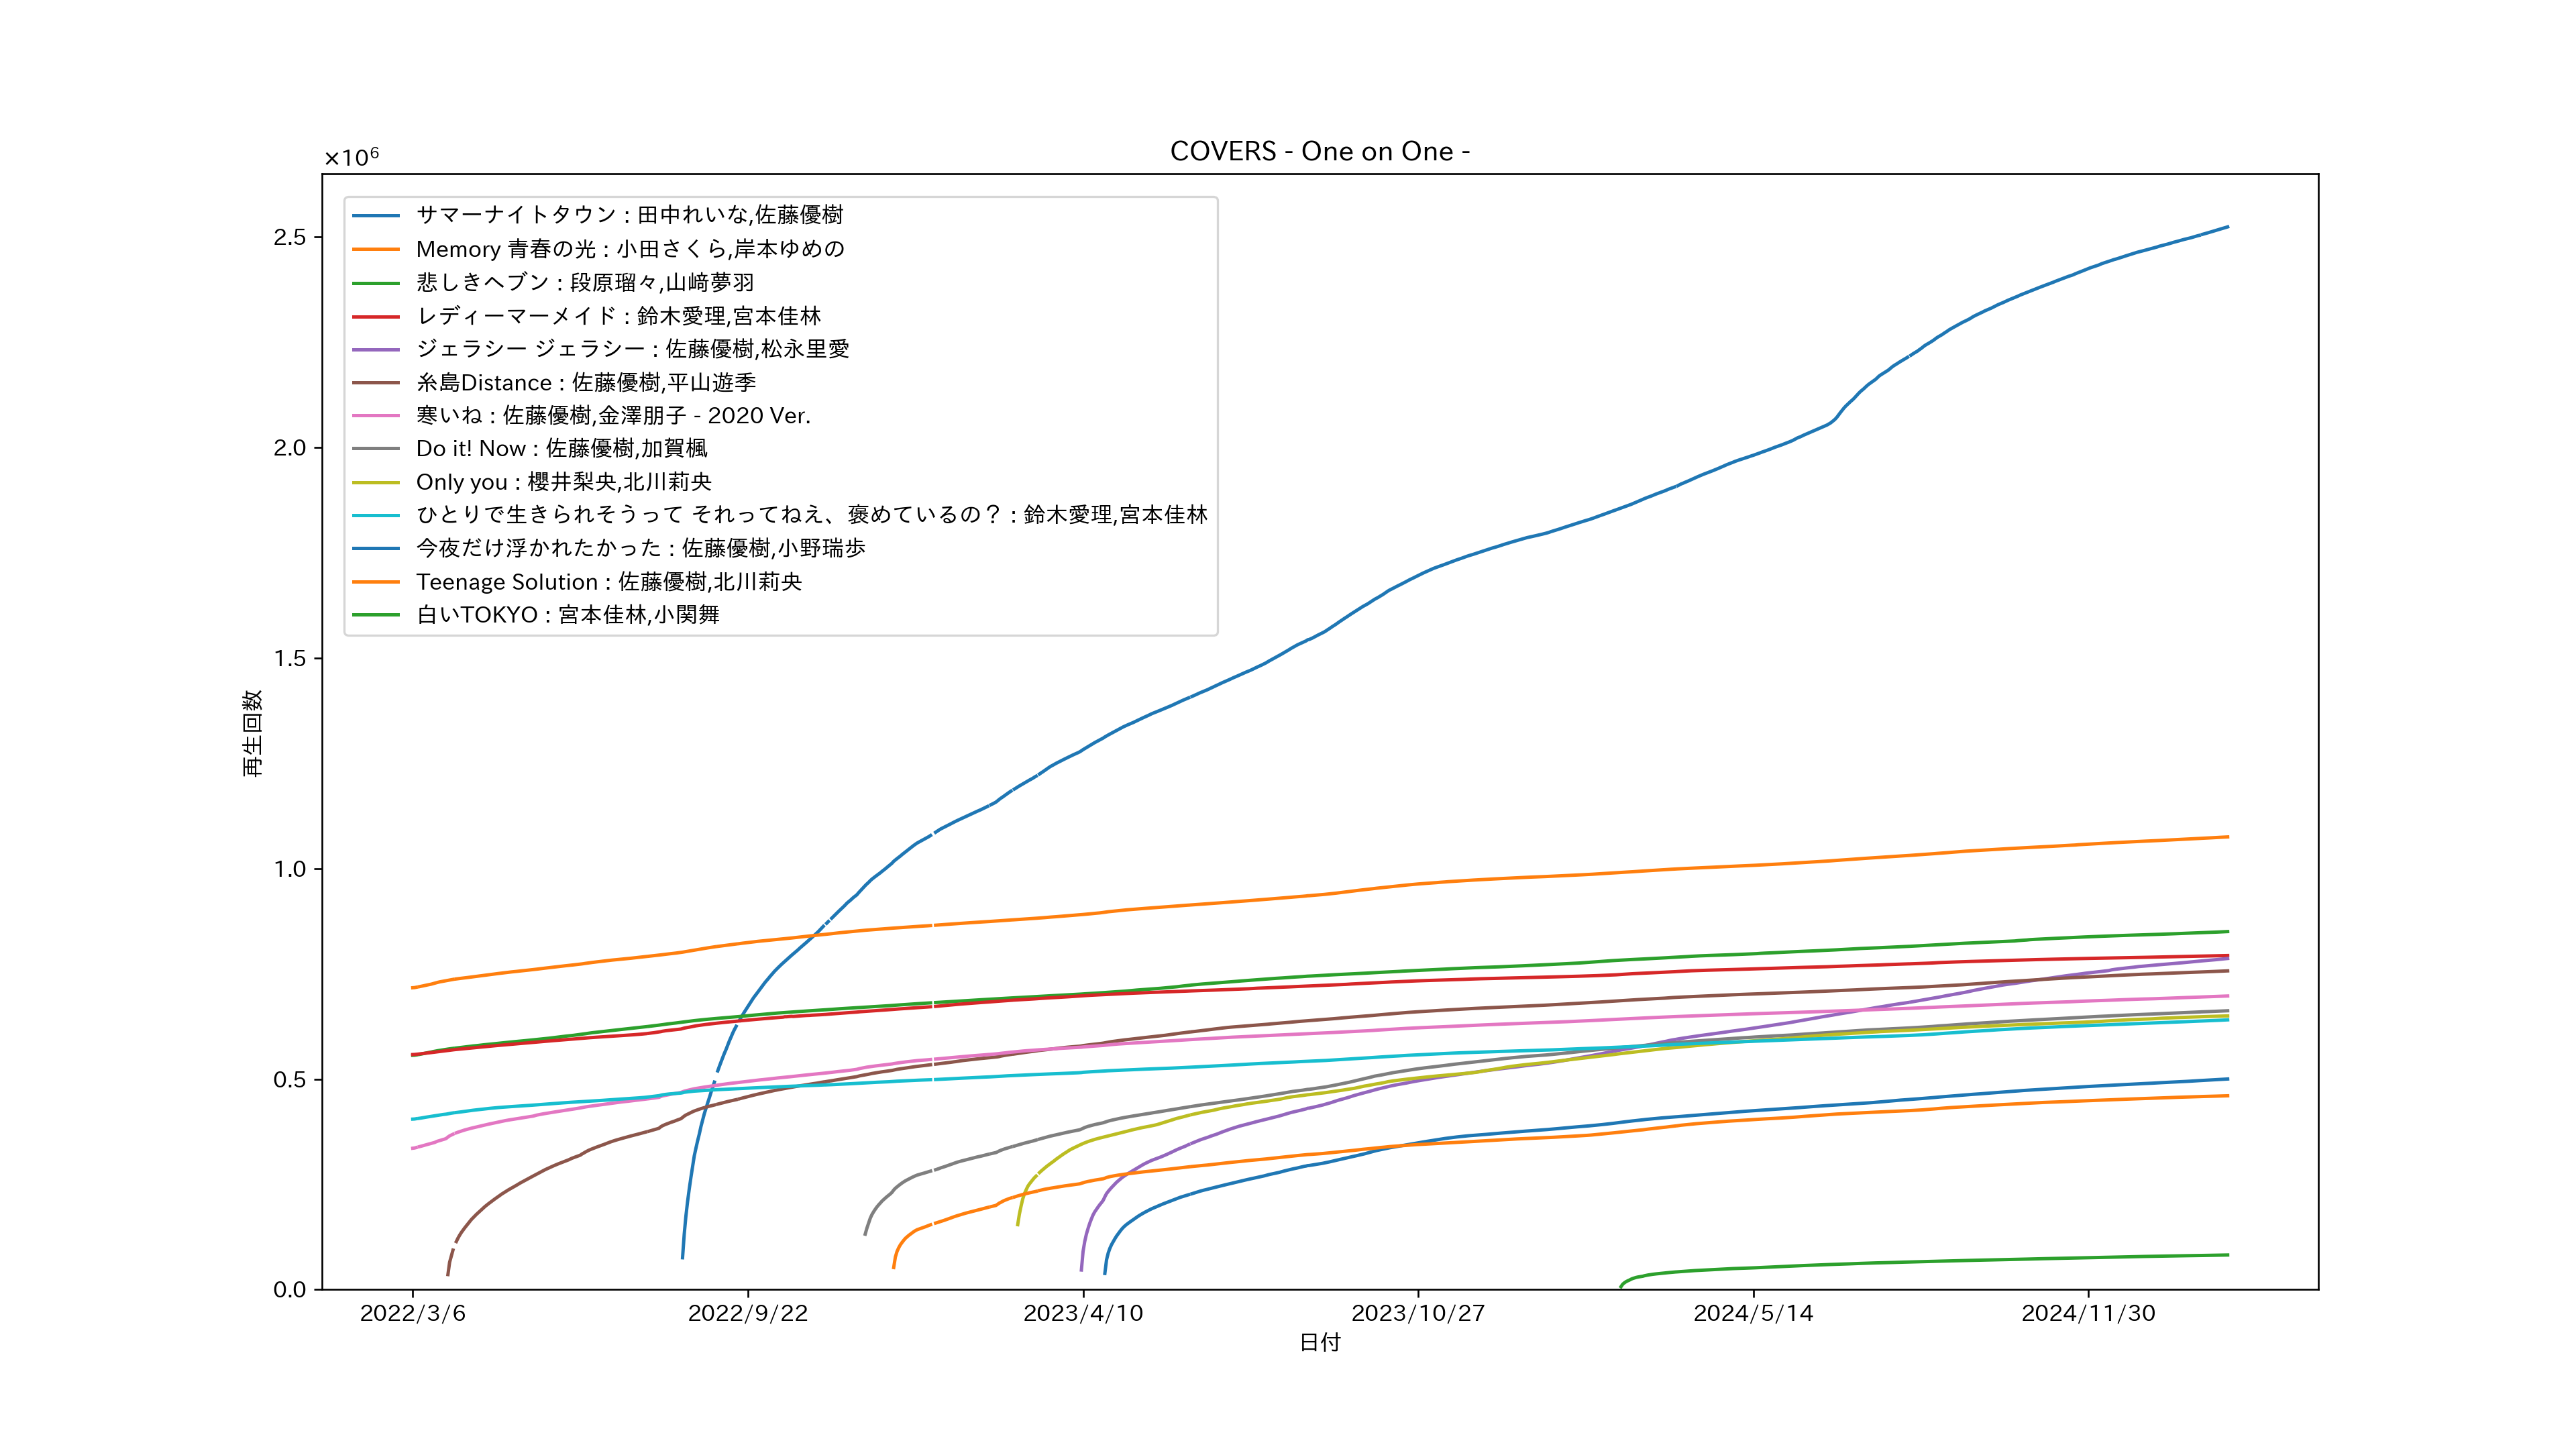 COVERS - One on One -
×10⁶
サマーナイトタウン : 田中れいな,佐藤優樹
Memory 青春の光 : 小田さくら,岸本ゆめの
悲しきヘブン : 段原瑠々,山﨑夢羽
レディーマーメイド : 鈴木愛理,宮本佳林
ジェラシー ジェラシー : 佐藤優樹,松永里愛
糸島Distance : 佐藤優樹,平山遊季
寒いね : 佐藤優樹,金澤朋子 - 2020 Ver.
Do it! Now : 佐藤優樹,加賀楓
Only you : 櫻井梨央,北川莉央
ひとりで生きられそうって それってねえ、褒めているの？ : 鈴木愛理,宮本佳林
今夜だけ浮かれたかった : 佐藤優樹,小野瑞歩
Teenage Solution : 佐藤優樹,北川莉央
白いTOKYO : 宮本佳林,小関舞
2.5
2.0
1.5
1.0
0.5
0.0
再生回数
2022/3/6
2022/9/22
2023/4/10
2023/10/27
2024/5/14
2024/11/30
日付